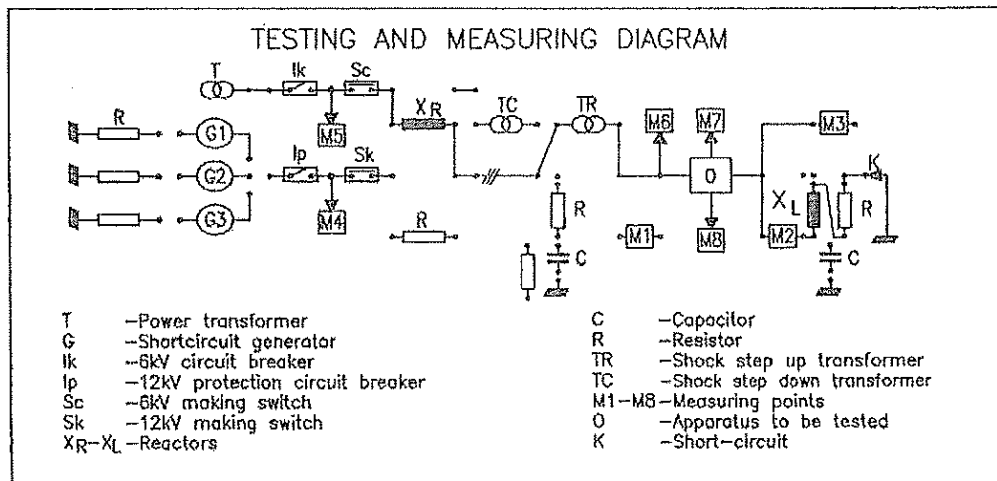 TESTING AND MEASURING DIAGRAM
T Ik Sc
XR TC TR
R G1 M5 M6 M7 M3
Ip Sk K
G2 O
M4 R XL R
G3 R M1 M8 M2
C C
T –Power transformer
G –Shortcircuit generator
Ik –6kV circuit breaker
Ip –12kV protection circuit breaker
Sc –6kV making switch
Sk –12kV making switch
XR–XL–Reactors
C –Capacitor
R –Resistor
TR –Shock step up transformer
TC –Shock step down transformer
M1–M8–Measuring points
O –Apparatus to be tested
K –Short–circuit